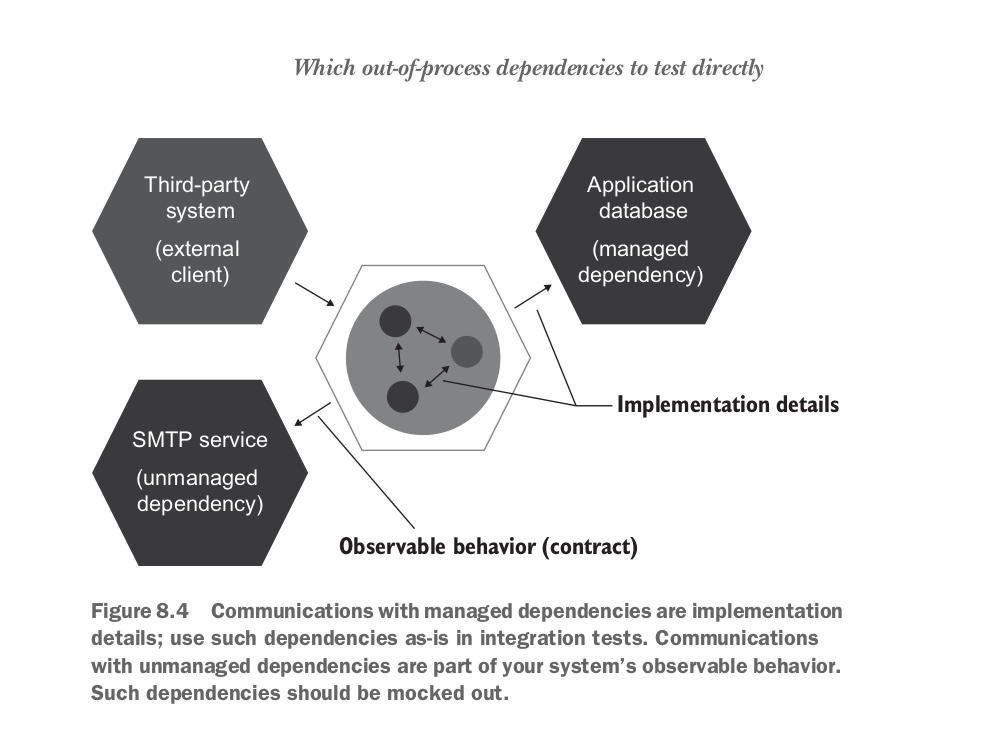 Which out-of-process dependencies to test directly
Third-party
system
(external
client)
Application
database
(managed
dependency)
Implementation details
SMTP service
(unmanaged
dependency)
Observable behavior (contract)
Figure 8.4 Communications with managed dependencies are implementation
details; use such dependencies as-is in integration tests. Communications
with unmanaged dependencies are part of your system’s observable behavior.
Such dependencies should be mocked out.